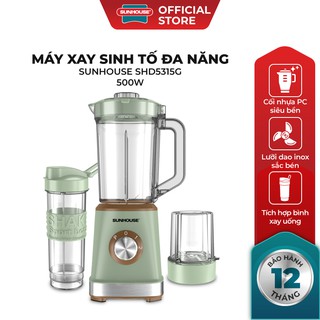 SUNHOUSE
OFFICIAL
STORE
MÁY XAY SINH TỐ ĐA NĂNG
SUNHOUSE SHD5315G
500W
Cối nhựa PC
siêu bền
Lưỡi dao inox
sắc bén
Tích hợp bình
xay uống
SUNHOUSE
BẢO HÀNH
12
THÁNG